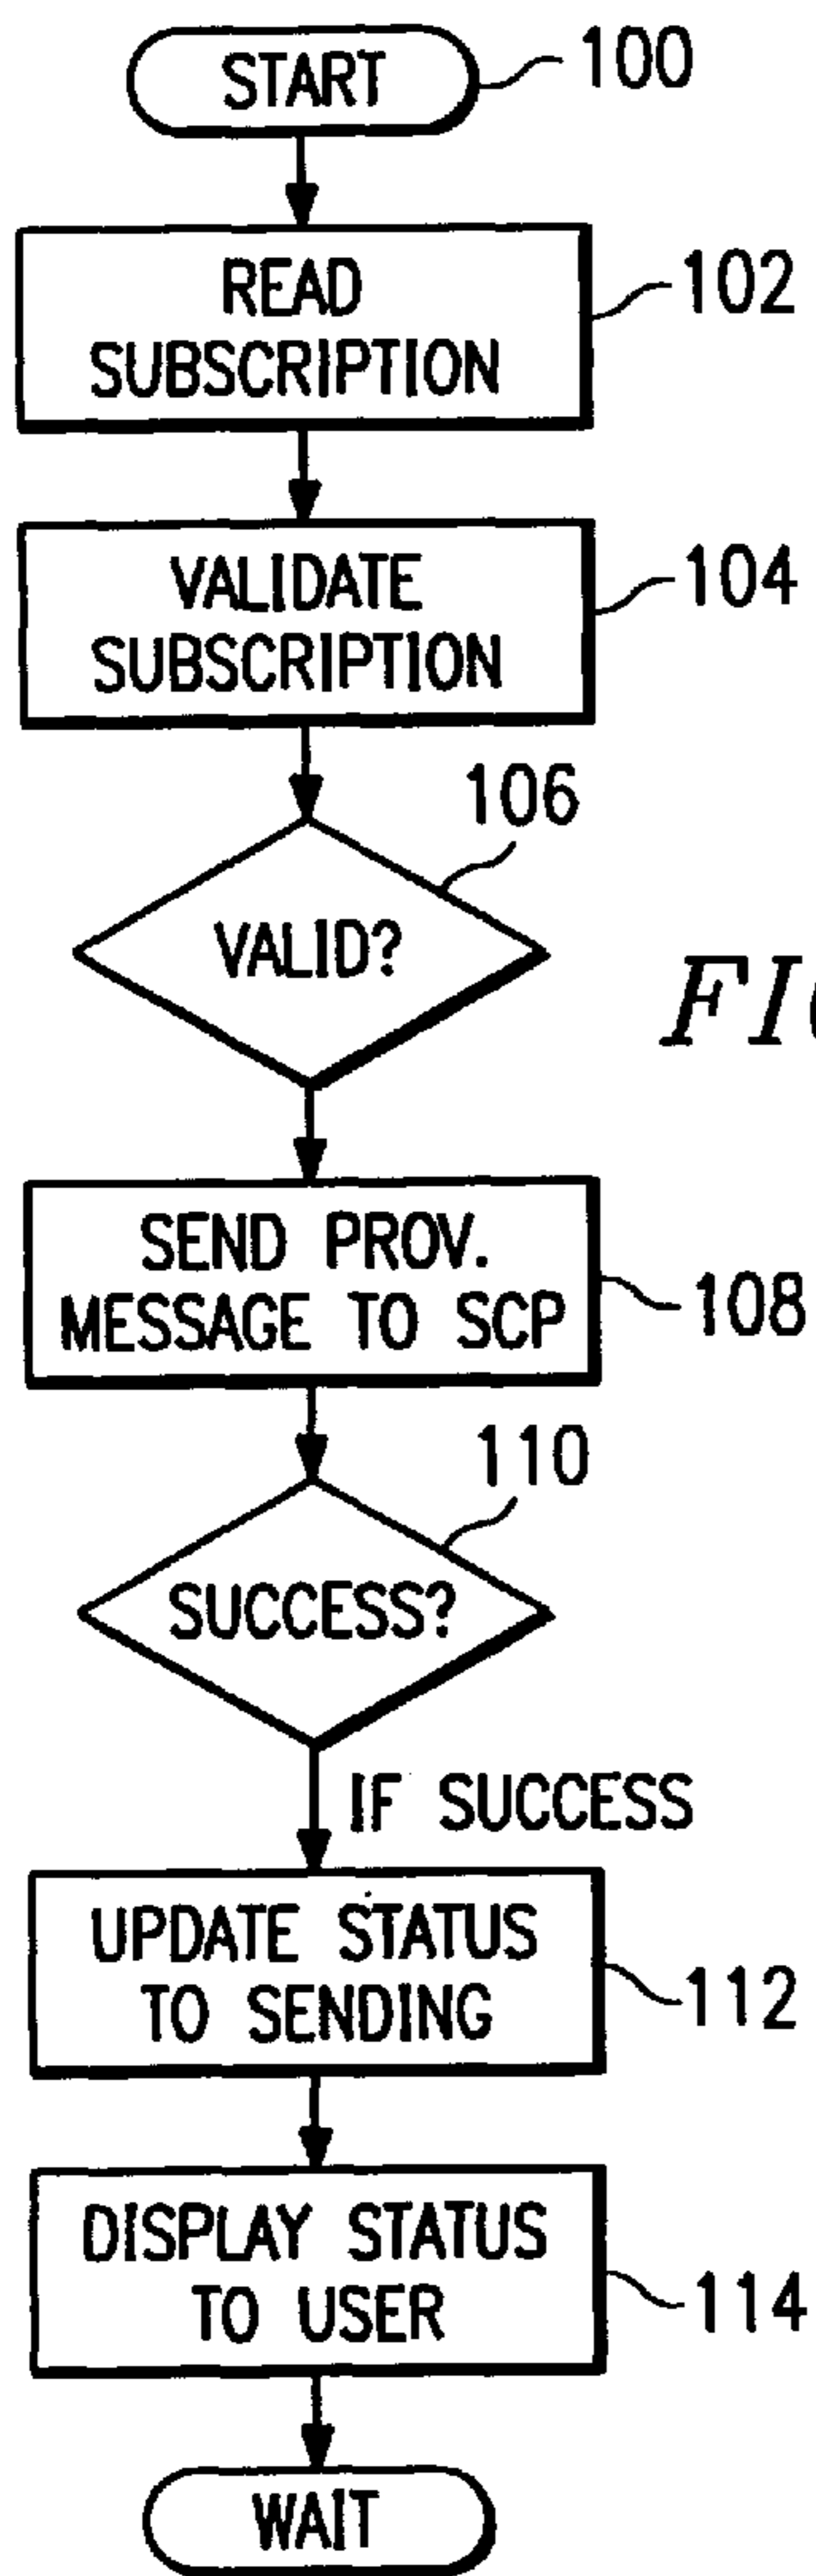 START
100
READ
SUBSCRIPTION
102
VALIDATE
SUBSCRIPTION
104
106
VALID?
SEND PROV.
MESSAGE TO SCP
108
110
SUCCESS?
IF SUCCESS
UPDATE STATUS
TO SENDING
112
DISPLAY STATUS
TO USER
114
WAIT